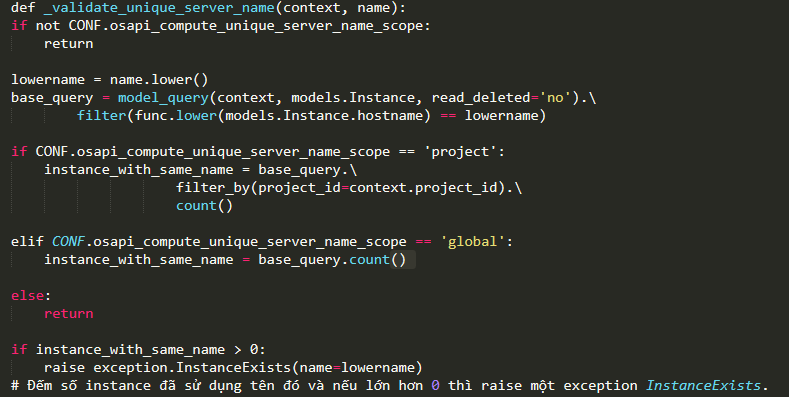 def _validate_unique_server_name(context, name):
if not CONF.osapi_compute_unique_server_name_scope:
    return

lowername = name.lower()
base_query = model_query(context, models.Instance, read_deleted='no').\
        filter(func.lower(models.Instance.hostname) == lowername)

if CONF.osapi_compute_unique_server_name_scope == 'project':
    instance_with_same_name = base_query.\
                    filter_by(project_id=context.project_id).\
                    count()

elif CONF.osapi_compute_unique_server_name_scope == 'global':
    instance_with_same_name = base_query.count()

else:
    return

if instance_with_same_name > 0:
    raise exception.InstanceExists(name=lowername)
# Đếm số instance đã sử dụng tên đó và nếu lớn hơn 0 thì raise một exception InstanceExists.